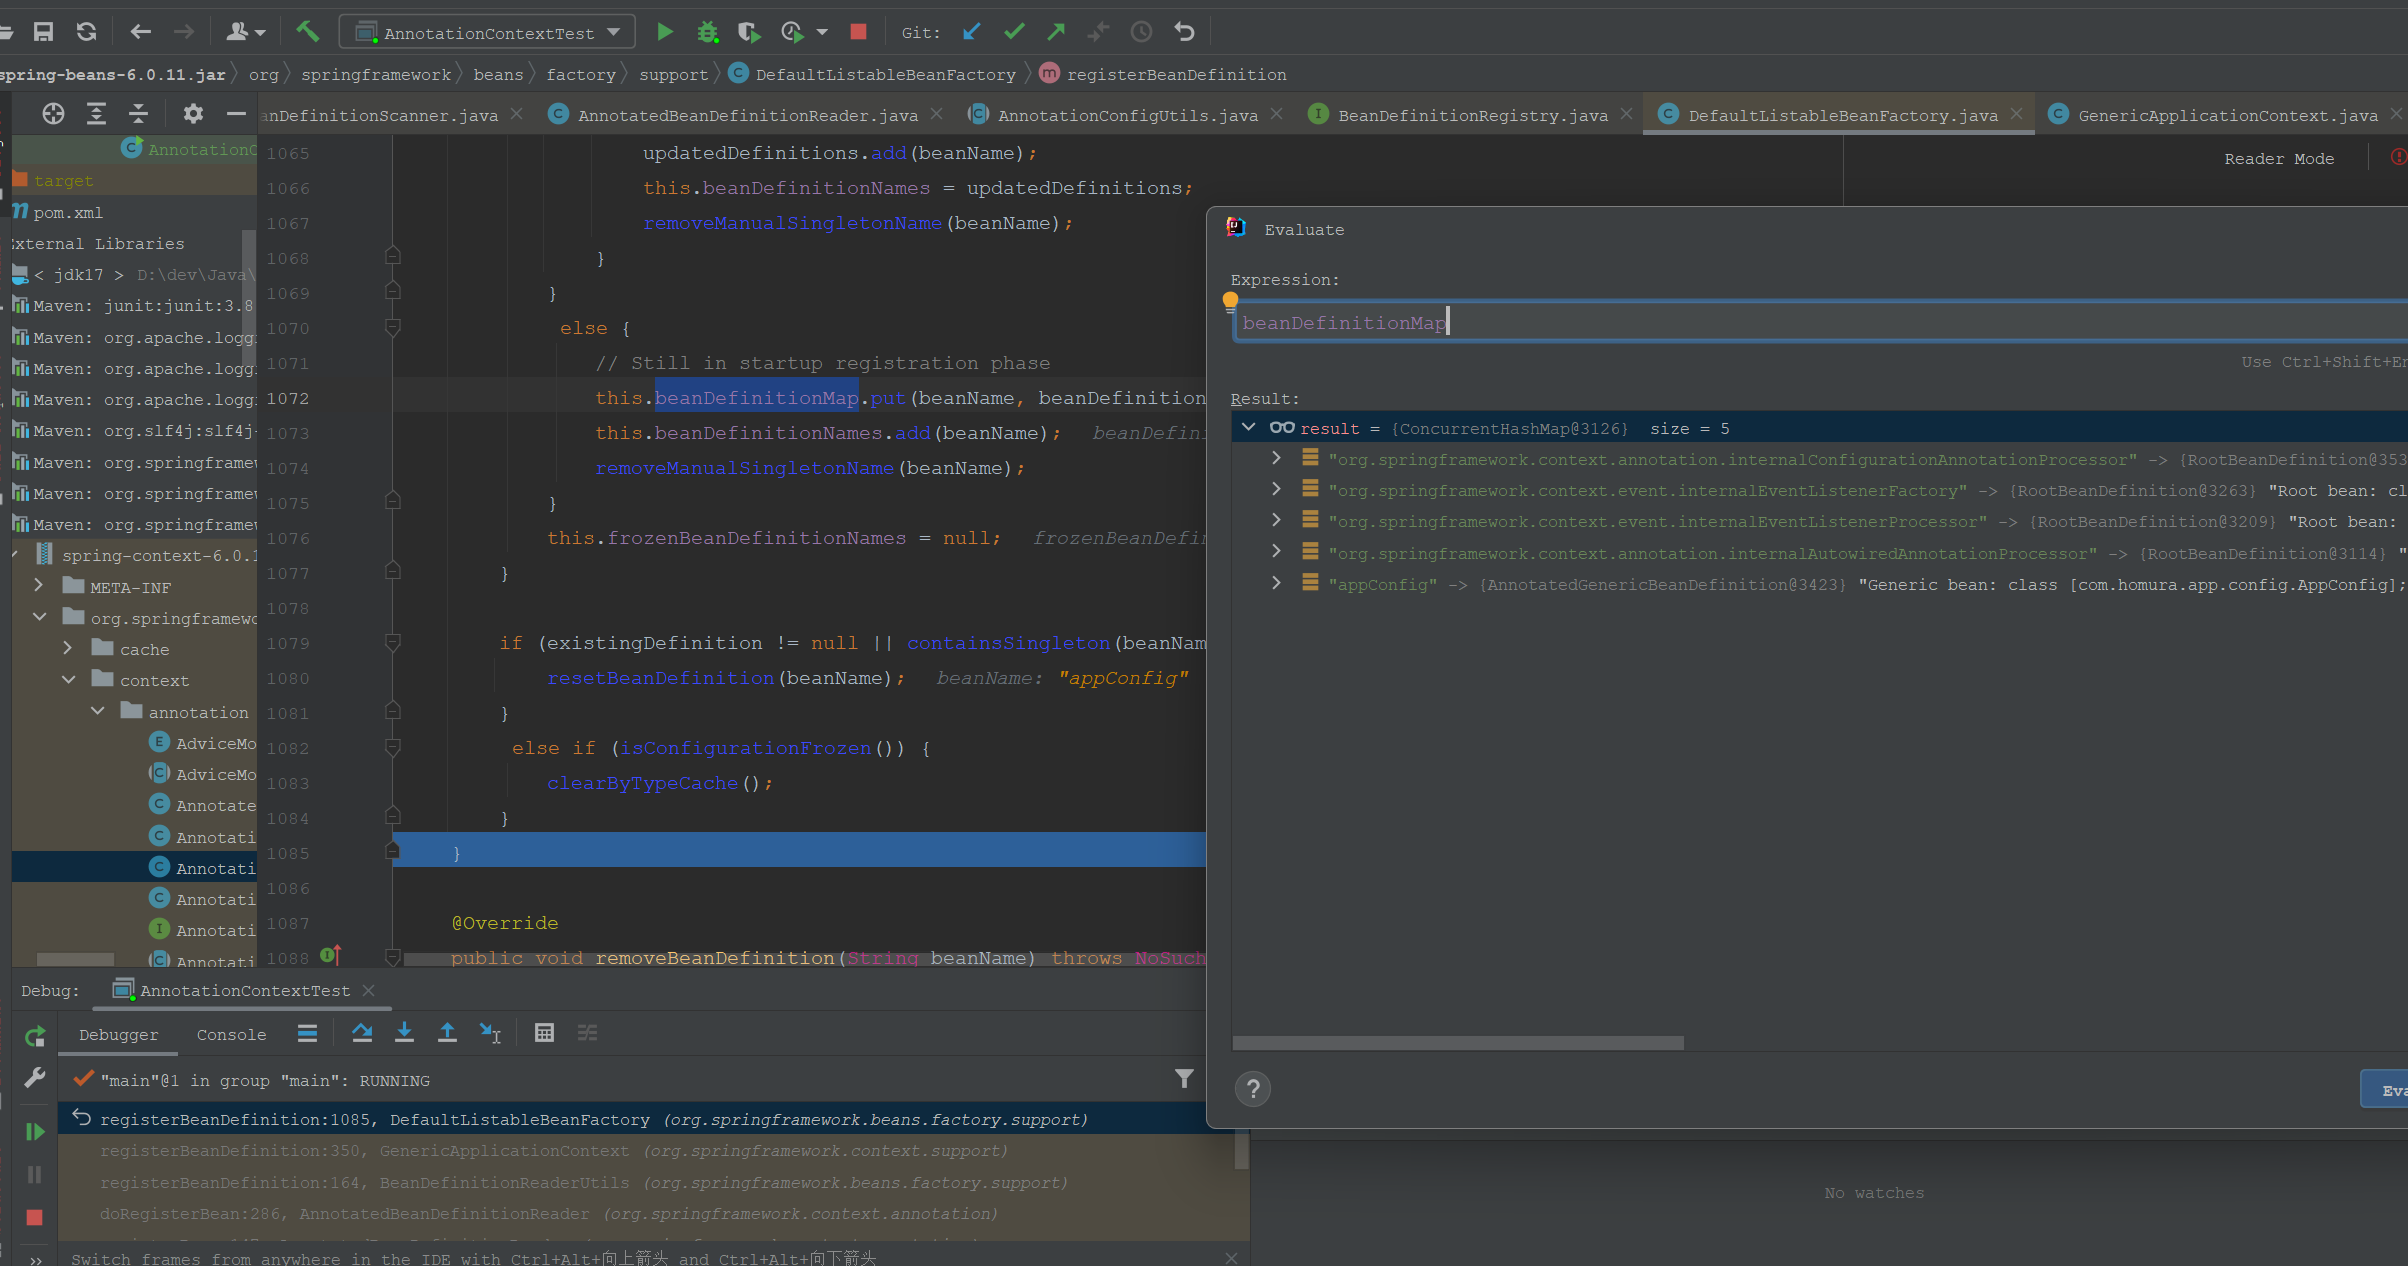 AnnotationContextTest Git:
spring-beans-6.0.11.jar org springframework beans factory support DefaultListableBeanFactory registerBeanDefinition
anDefinitionScanner.java AnnotatedBeanDefinitionReader.java AnnotationConfigUtils.java BeanDefinitionRegistry.java DefaultListableBeanFactory.java GenericApplicationContext.java
Reader Mode
AnnotationC
target
pom.xml
External Libraries
< jdk17 > D:\dev\Java\
Maven: junit:junit:3.8
Maven: org.apache.loggi
Maven: org.apache.loggi
Maven: org.apache.loggi
Maven: org.slf4j:slf4j-
Maven: org.springframew
Maven: org.springframew
Maven: org.springframew
spring-context-6.0.1
META-INF
org.springframewo
cache
context
annotation
AdviceMo
AdviceMo
Annotate
Annotati
Annotati
Annotati
Annotati
Annotati
1065 updatedDefinitions.add(beanName);
1066 this.beanDefinitionNames = updatedDefinitions;
1067 removeManualSingletonName(beanName);
1068 }
1069 }
1070 else {
1071 // Still in startup registration phase
1072 this.beanDefinitionMap.put(beanName, beanDefinition
1073 this.beanDefinitionNames.add(beanName); beanDefini
1074 removeManualSingletonName(beanName);
1075 }
1076 this.frozenBeanDefinitionNames = null; frozenBeanDefin
1077 }
1078
1079 if (existingDefinition != null || containsSingleton(beanNam
1080 resetBeanDefinition(beanName); beanName: "appConfig"
1081 }
1082 else if (isConfigurationFrozen()) {
1083 clearByTypeCache();
1084 }
1085 }
1086
1087 @Override
1088 public void removeBeanDefinition(String beanName) throws NoSuch
Evaluate
Expression:
beanDefinitionMap
Use Ctrl+Shift+En
Result:
result = {ConcurrentHashMap@3126} size = 5
"org.springframework.context.annotation.internalConfigurationAnnotationProcessor" -> {RootBeanDefinition@353
"org.springframework.context.event.internalEventListenerFactory" -> {RootBeanDefinition@3263} "Root bean: cl
"org.springframework.context.event.internalEventListenerProcessor" -> {RootBeanDefinition@3209} "Root bean:
"org.springframework.context.annotation.internalAutowiredAnnotationProcessor" -> {RootBeanDefinition@3114} "
"appConfig" -> {AnnotatedGenericBeanDefinition@3423} "Generic bean: class [com.homura.app.config.AppConfig];
?
Eva
Debug: AnnotationContextTest
Debugger Console
"main"@1 in group "main": RUNNING
registerBeanDefinition:1085, DefaultListableBeanFactory (org.springframework.beans.factory.support)
registerBeanDefinition:350, GenericApplicationContext (org.springframework.context.support)
registerBeanDefinition:164, BeanDefinitionReaderUtils (org.springframework.beans.factory.support)
doRegisterBean:286, AnnotatedBeanDefinitionReader (org.springframework.context.annotation)
No watches
Switch frames from anywhere in the IDE with Ctrl+Alt+向上箭头 and Ctrl+Alt+向下箭头